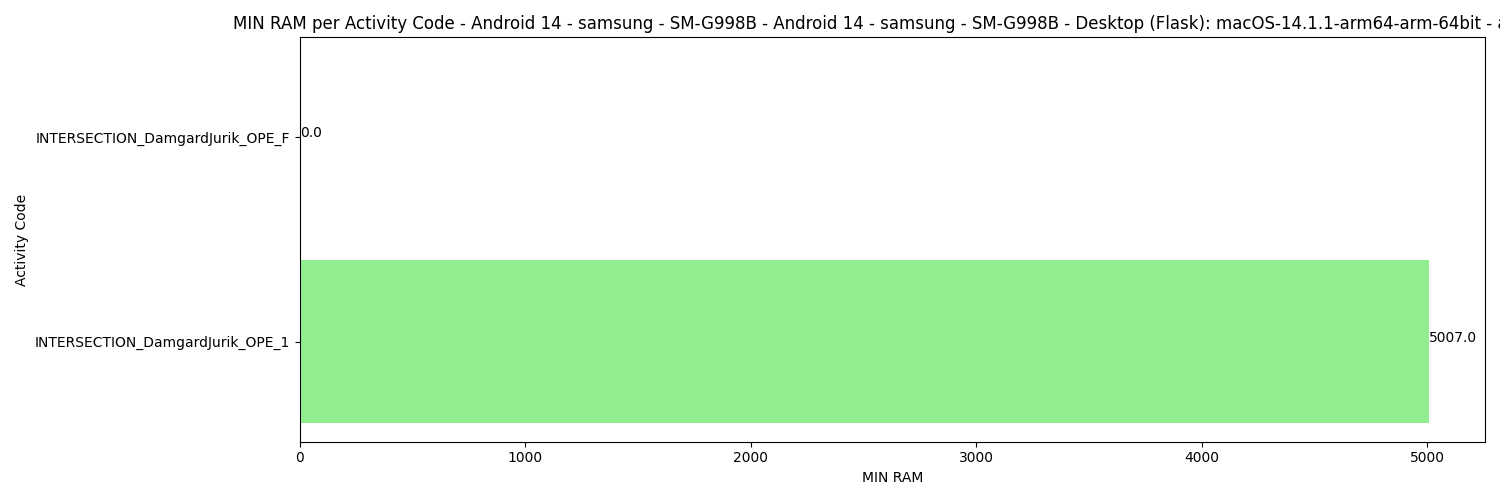 MIN RAM per Activity Code - Android 14 - samsung - SM-G998B - Android 14 - samsung - SM-G998B - Desktop (Flask): macOS-14.1.1-arm64-arm-64bit -
INTERSECTION_DamgardJurik_OPE_F
0.0
Activity Code
INTERSECTION_DamgardJurik_OPE_1
5007.0
0 1000 2000 3000 4000 5000
MIN RAM